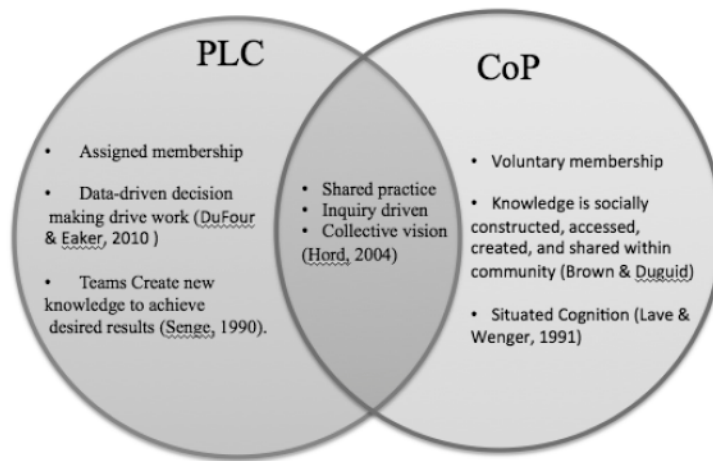 PLC
• Assigned membership
• Data-driven decision
making drive work (DuFour
& Eaker, 2010 )
• Teams Create new
knowledge to achieve
desired results (Senge, 1990).
• Shared practice
• Inquiry driven
• Collective vision
(Hord, 2004)
CoP
• Voluntary membership
• Knowledge is socially
constructed, accessed,
created, and shared within
community (Brown & Duguid)
• Situated Cognition (Lave &
Wenger, 1991)